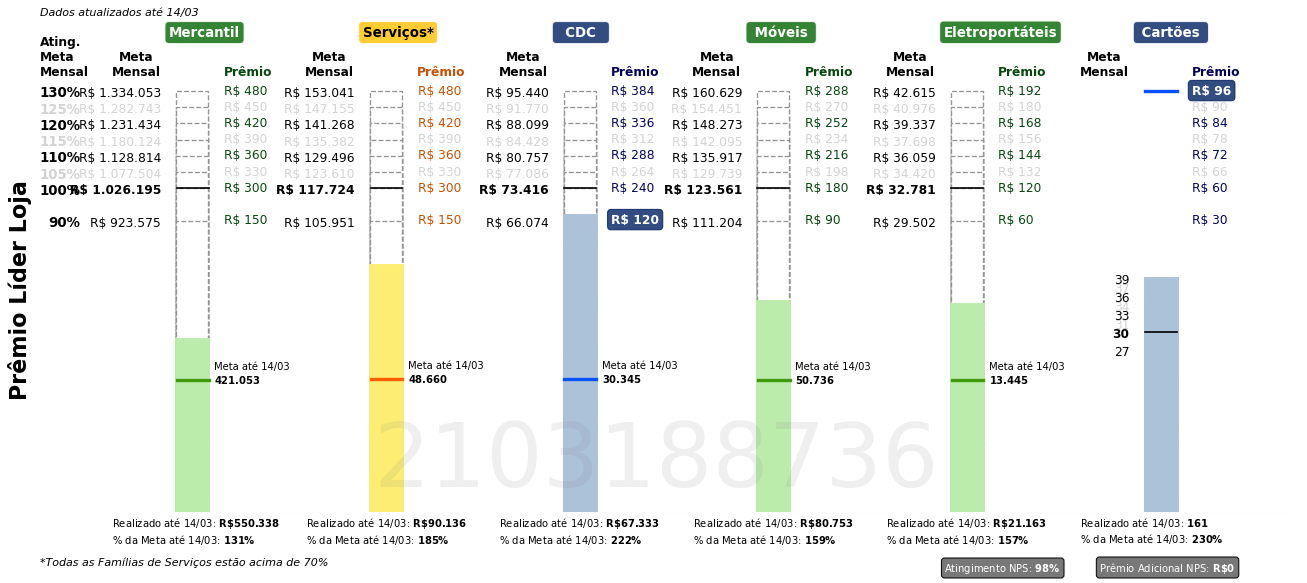 Dados atualizados até 14/03
Mercantil Serviços* CDC Móveis Eletroportáteis Cartões
Ating. Meta Mensal
Meta Mensal Prêmio Meta Mensal Prêmio Meta Mensal Prêmio Meta Mensal Prêmio Meta Mensal Prêmio Meta Mensal Prêmio
130% R$ 1.334.053 R$ 480 R$ 153.041 R$ 480 R$ 95.440 R$ 384 R$ 160.629 R$ 288 R$ 42.615 R$ 192 R$ 96
125% R$ 1.282.743 R$ 450 R$ 147.155 R$ 450 R$ 91.770 R$ 360 R$ 154.451 R$ 270 R$ 40.976 R$ 180 R$ 90
120% R$ 1.231.434 R$ 420 R$ 141.268 R$ 420 R$ 88.099 R$ 336 R$ 148.273 R$ 252 R$ 39.337 R$ 168 R$ 84
115% R$ 1.180.124 R$ 390 R$ 135.382 R$ 390 R$ 84.428 R$ 312 R$ 142.095 R$ 234 R$ 37.698 R$ 156 R$ 78
110% R$ 1.128.814 R$ 360 R$ 129.496 R$ 360 R$ 80.757 R$ 288 R$ 135.917 R$ 216 R$ 36.059 R$ 144 R$ 72
105% R$ 1.077.504 R$ 330 R$ 123.610 R$ 330 R$ 77.086 R$ 264 R$ 129.739 R$ 198 R$ 34.420 R$ 132 R$ 66
100% R$ 1.026.195 R$ 300 R$ 117.724 R$ 300 R$ 73.416 R$ 240 R$ 123.561 R$ 180 R$ 32.781 R$ 120 R$ 60
90% R$ 923.575 R$ 150 R$ 105.951 R$ 150 R$ 66.074 R$ 120 R$ 111.204 R$ 90 R$ 29.502 R$ 60 R$ 30
Prêmio Líder Loja
39
36
33
30
27
Meta até 14/03 Meta até 14/03 Meta até 14/03 Meta até 14/03 Meta até 14/03
421.053 48.660 30.345 50.736 13.445
2103188736
Realizado até 14/03: R$550.338 Realizado até 14/03: R$90.136 Realizado até 14/03: R$67.333 Realizado até 14/03: R$80.753 Realizado até 14/03: R$21.163 Realizado até 14/03: 161
% da Meta até 14/03: 131% % da Meta até 14/03: 185% % da Meta até 14/03: 222% % da Meta até 14/03: 159% % da Meta até 14/03: 157% % da Meta até 14/03: 230%
*Todas as Famílias de Serviços estão acima de 70%
Atingimento NPS: 98% Prêmio Adicional NPS: R$0